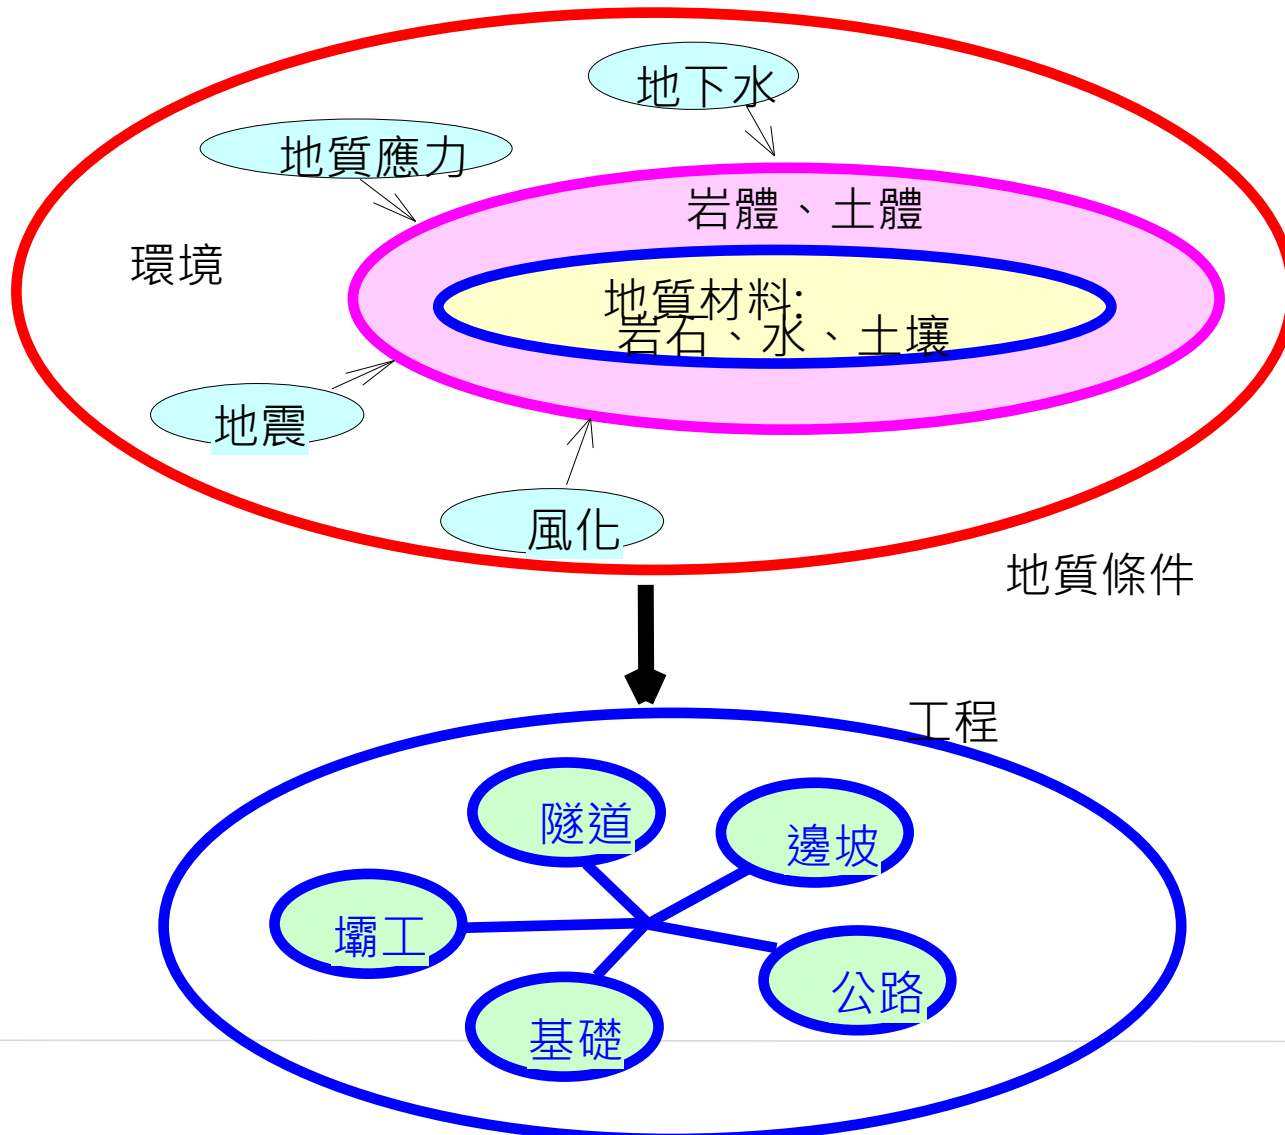 地下水
地質應力
岩體、土體
環境
地質材料:
岩石、水、土壤
地震
風化
地質條件
工程
隧道
邊坡
壩工
公路
基礎